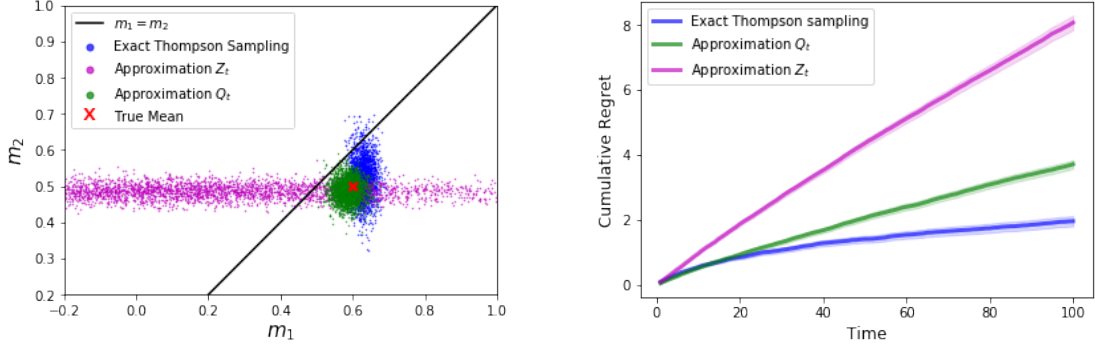 1.0
0.9
0.8
0.7
0.6
0.5
0.4
0.3
0.2
m₂
m₁ = m₂
Exact Thompson Sampling
Approximation Zₜ
Approximation Qₜ
True Mean
−0.2 0.0 0.2 0.4 0.6 0.8 1.0
m₁
8
6
4
2
0
Cumulative Regret
Exact Thompson sampling
Approximation Qₜ
Approximation Zₜ
0 20 40 60 80 100
Time